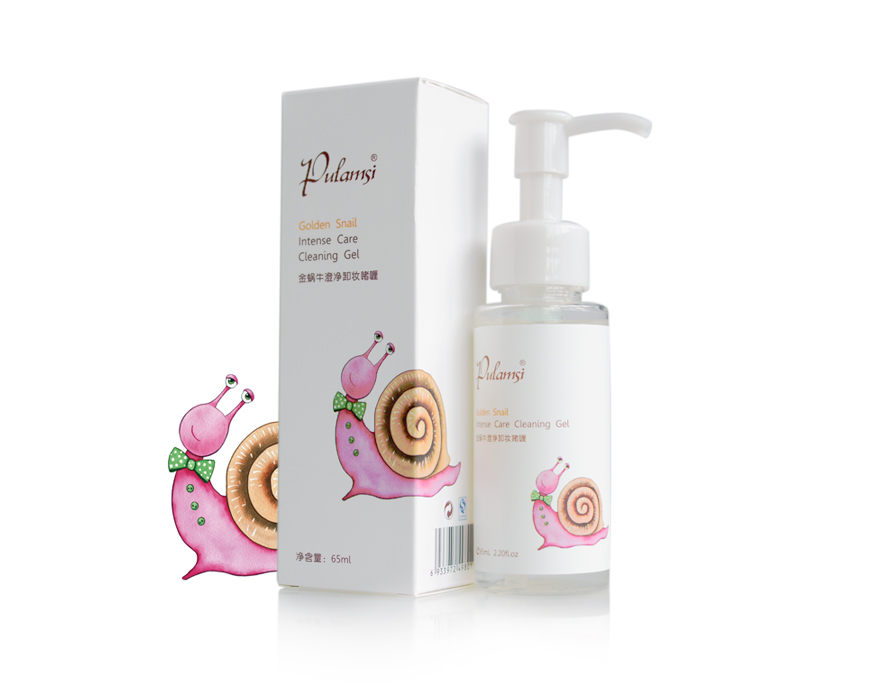 Pulamsi®
Golden Snail
Intense Care
Cleaning Gel
金蜗牛澄净卸妆啫喱
净含量：65ml
Pulamsi®
Golden Snail
Intense Care Cleaning Gel
金蜗牛澄净卸妆啫喱
2.20fl.oz